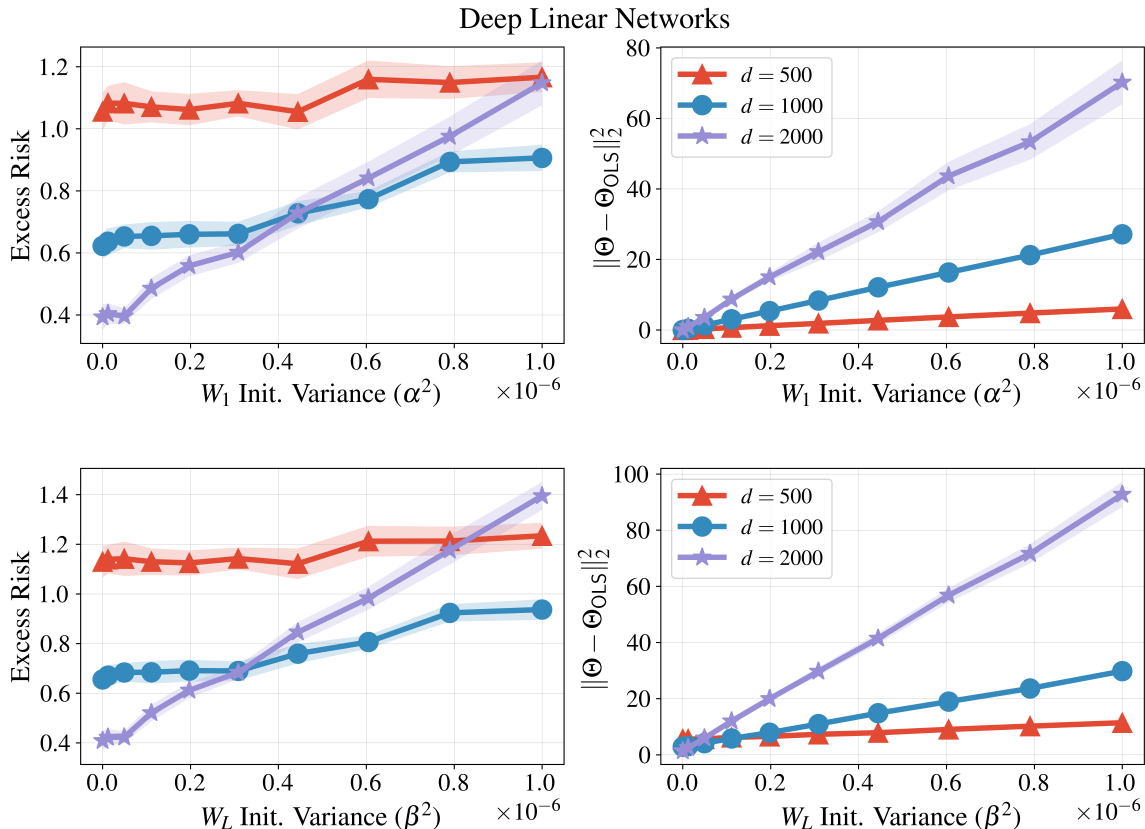 Deep Linear Networks
Excess Risk
1.2
1.0
0.8
0.6
0.4
0.0 0.2 0.4 0.6 0.8 1.0
W₁ Init. Variance (α²) ×10⁻⁶
||Θ − Θ_OLS||₂²
80
60
40
20
0
d = 500
d = 1000
d = 2000
0.0 0.2 0.4 0.6 0.8 1.0
W₁ Init. Variance (α²) ×10⁻⁶
Excess Risk
1.4
1.2
1.0
0.8
0.6
0.4
0.0 0.2 0.4 0.6 0.8 1.0
W_L Init. Variance (β²) ×10⁻⁶
||Θ − Θ_OLS||₂²
100
80
60
40
20
0
d = 500
d = 1000
d = 2000
0.0 0.2 0.4 0.6 0.8 1.0
W_L Init. Variance (β²) ×10⁻⁶